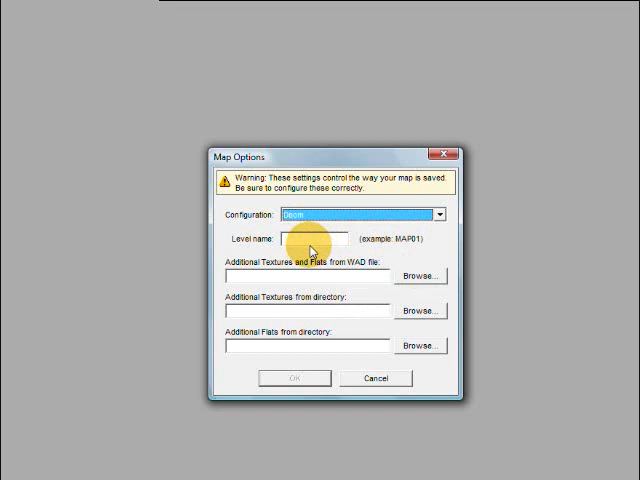 Map Options
Warning: These settings control the way your map is saved.
Be sure to configure these correctly.
Configuration: Doom
Level name: (example: MAP01)
Additional Textures and Flats from WAD file:
Browse...
Additional Textures from directory:
Browse...
Additional Flats from directory:
Browse...
OK Cancel